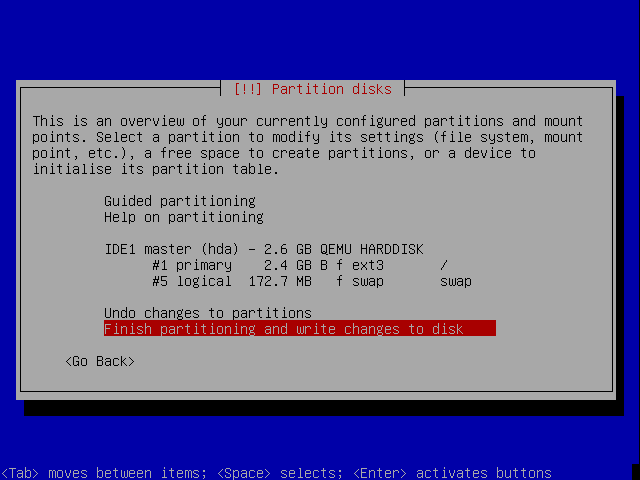 [!!] Partition disks
This is an overview of your currently configured partitions and mount
points. Select a partition to modify its settings (file system, mount
point, etc.), a free space to create partitions, or a device to
initialise its partition table.
Guided partitioning
Help on partitioning
IDE1 master (hda) - 2.6 GB QEMU HARDDISK
#1 primary 2.4 GB B f ext3 /
#5 logical 172.7 MB f swap swap
Undo changes to partitions
Finish partitioning and write changes to disk
<Go Back>
<Tab> moves between items; <Space> selects; <Enter> activates buttons